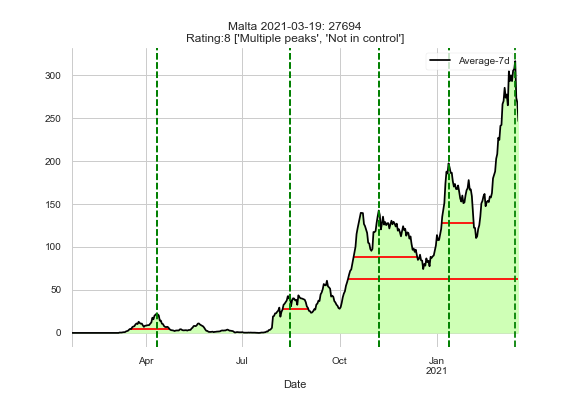 Malta 2021-03-19: 27694
Rating:8 ['Multiple peaks', 'Not in control']
Average-7d
300
250
200
150
100
50
0
Apr Jul Oct Jan
2021
Date